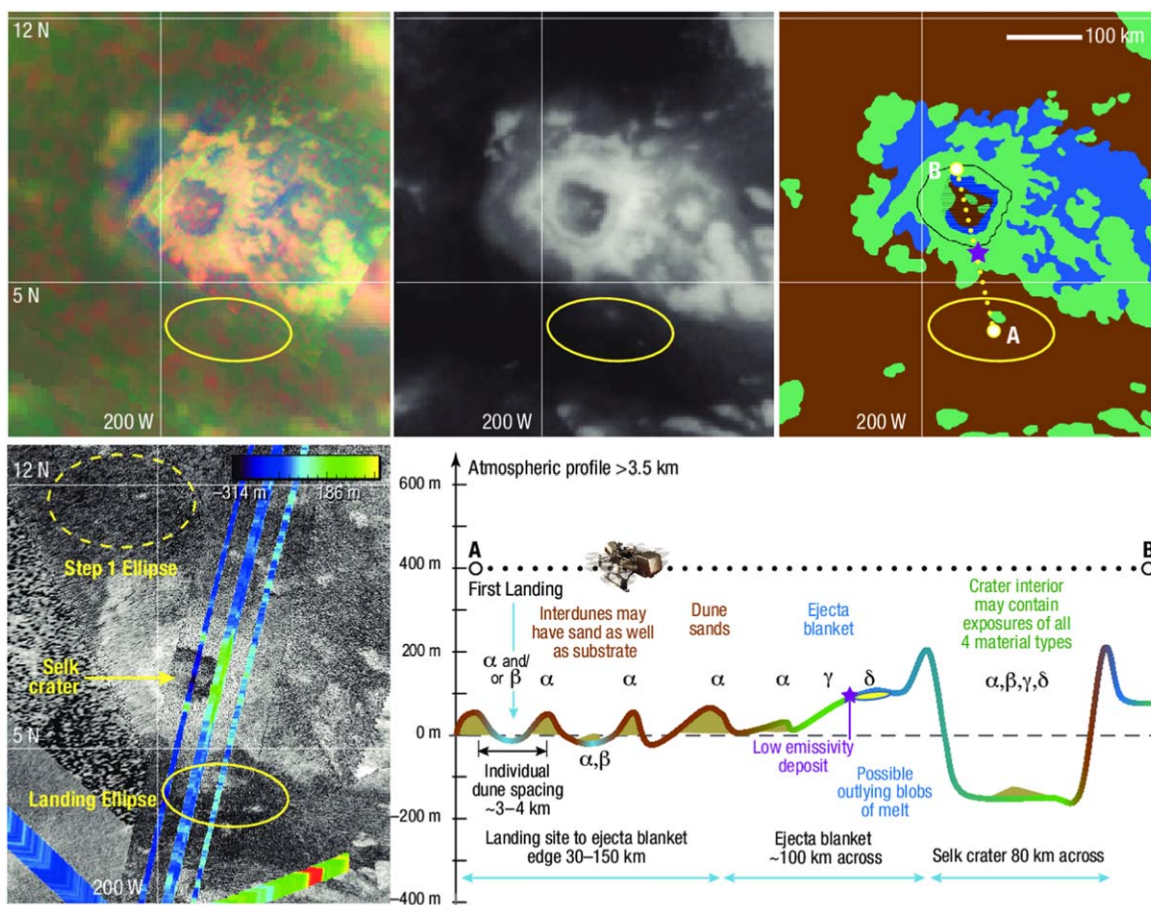 12 N
5 N
200 W
200 W
100 km
B
A
200 W
12 N
−314 m
186 m
Step 1 Ellipse
Selk
crater
5 N
Landing Ellipse
200 W
Atmospheric profile >3.5 km
600 m
400 m
200 m
0 m
−200 m
−400 m
A
B
First Landing
Interdunes may
have sand as well
as substrate
Dune
sands
Ejecta
blanket
Crater interior
may contain
exposures of all
4 material types
α and/
or β
α
α
α
α
γ
δ
α,β,γ,δ
α,β
Individual
dune spacing
~3–4 km
Low emissivity
deposit
Possible
outlying blobs
of melt
Landing site to ejecta blanket
edge 30–150 km
Ejecta blanket
~100 km across
Selk crater 80 km across